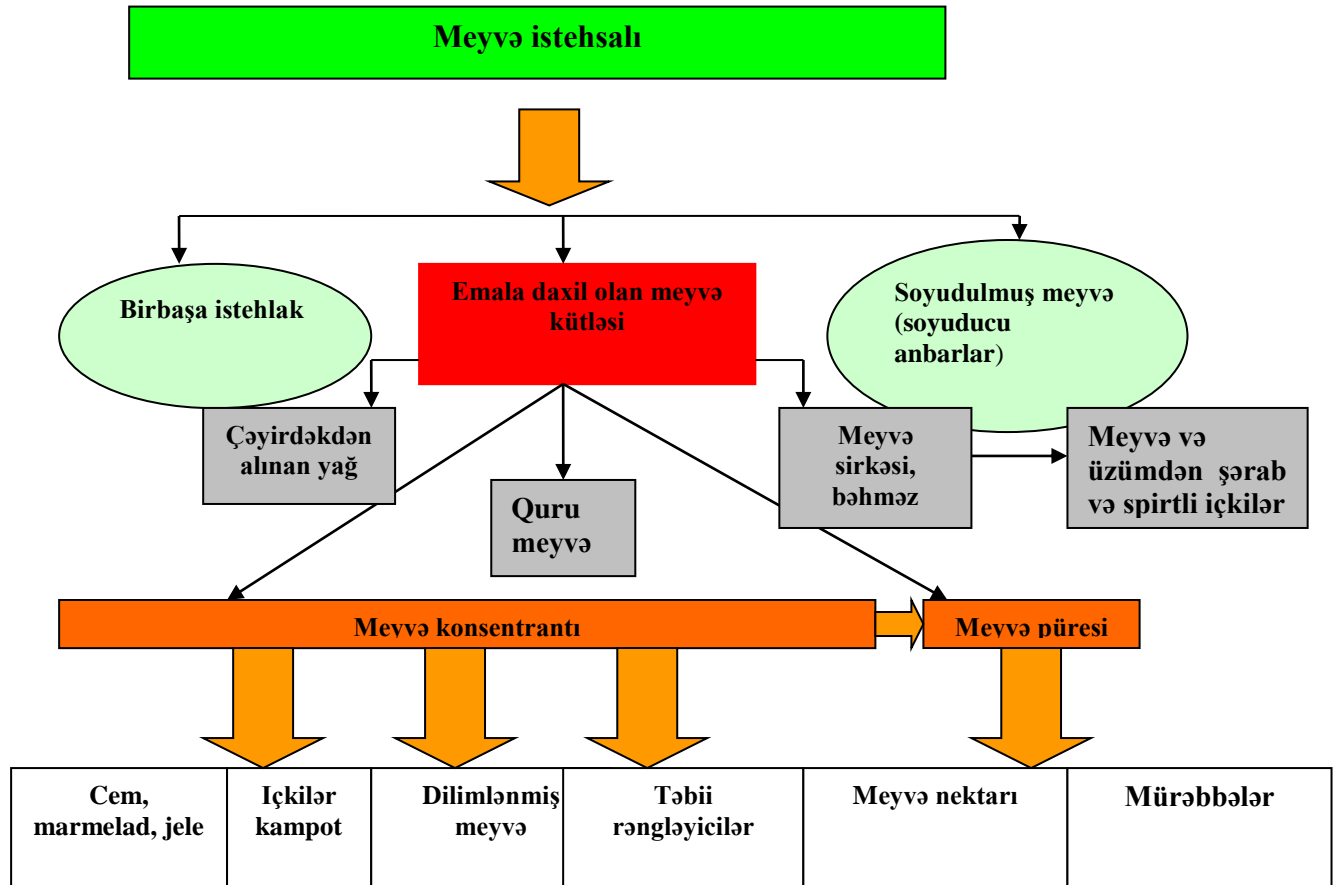 Meyvə istehsalı
Birbaşa istehlak
Emala daxil olan meyvə
kütləsi
Soyudulmuş meyvə
(soyuducu
anbarlar)
Çəyirdəkdən
alınan yağ
Quru
meyvə
Meyvə
sirkəsi,
bəhməz
Meyvə və
üzümdən şərab
və spirtli içkilər
Meyvə konsentrantı
Meyvə püresi
Cem,
marmelad, jele
Içkilər
kampot
Dilimlənmiş
meyvə
Təbii
rəngləyicilər
Meyvə nektarı
Mürəbbələr